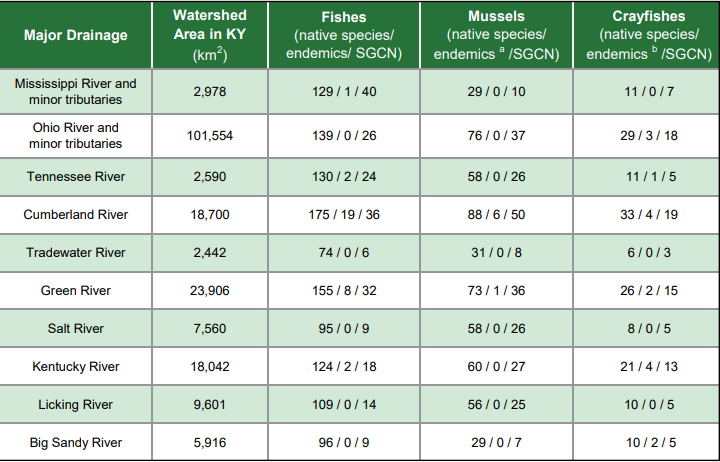 Major Drainage
Watershed
Area in KY
(km²)
Fishes
(native species/
endemics/ SGCN)
Mussels
(native species/
endemics ᵃ /SGCN)
Crayfishes
(native species/
endemics ᵇ /SGCN)
Mississippi River and
minor tributaries
2,978
129 / 1 / 40
29 / 0 / 10
11 / 0 / 7
Ohio River and
minor tributaries
101,554
139 / 0 / 26
76 / 0 / 37
29 / 3 / 18
Tennessee River
2,590
130 / 2 / 24
58 / 0 / 26
11 / 1 / 5
Cumberland River
18,700
175 / 19 / 36
88 / 6 / 50
33 / 4 / 19
Tradewater River
2,442
74 / 0 / 6
31 / 0 / 8
6 / 0 / 3
Green River
23,906
155 / 8 / 32
73 / 1 / 36
26 / 2 / 15
Salt River
7,560
95 / 0 / 9
58 / 0 / 26
8 / 0 / 5
Kentucky River
18,042
124 / 2 / 18
60 / 0 / 27
21 / 4 / 13
Licking River
9,601
109 / 0 / 14
56 / 0 / 25
10 / 0 / 5
Big Sandy River
5,916
96 / 0 / 9
29 / 0 / 7
10 / 2 / 5